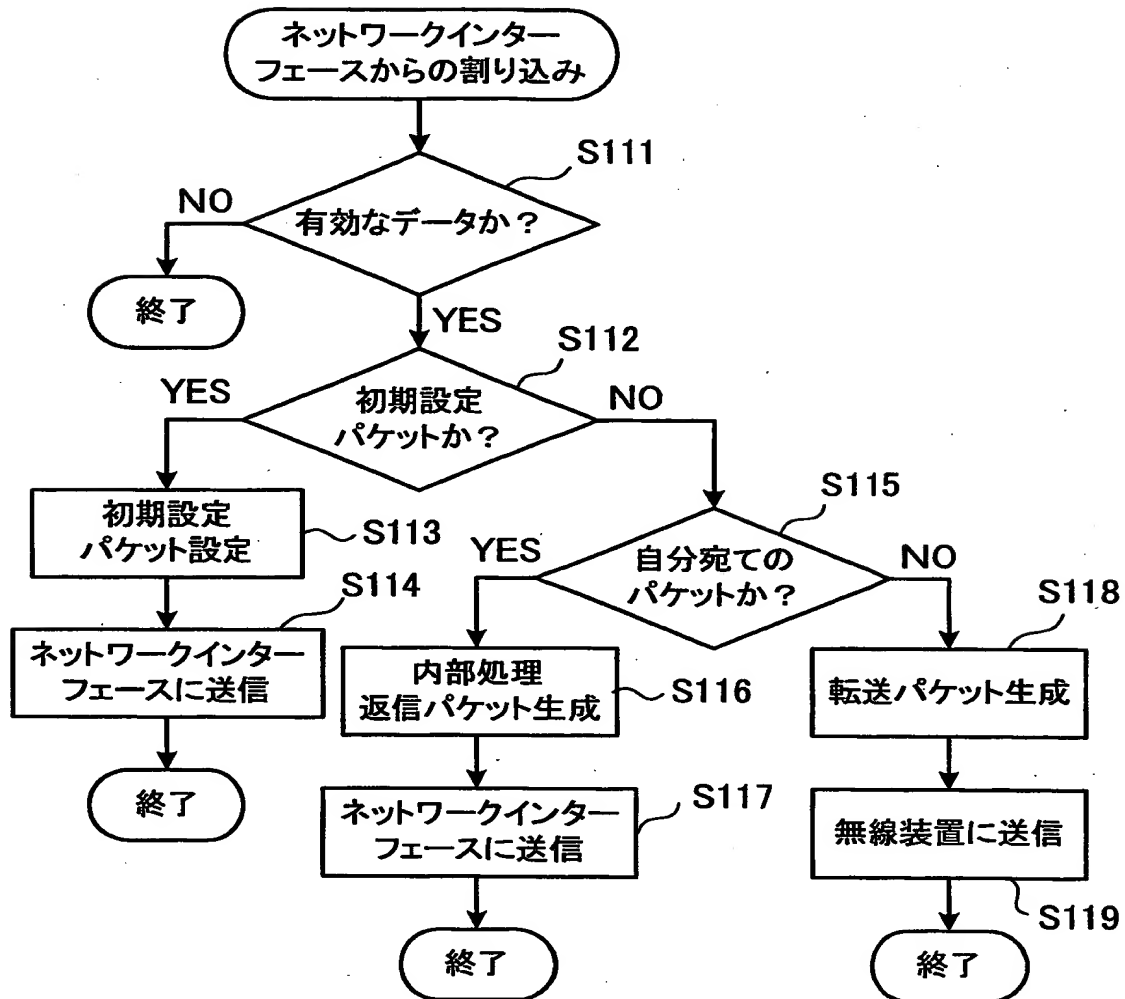 ネットワークインター
フェースからの割り込み
S111
有効なデータか？
NO
YES
終了
S112
初期設定
パケットか？
YES
NO
初期設定
パケット設定
S113
S114
ネットワークインター
フェースに送信
終了
S115
自分宛ての
パケットか？
YES
NO
内部処理
返信パケット生成
S116
ネットワークインター
フェースに送信
S117
終了
S118
転送パケット生成
無線装置に送信
S119
終了